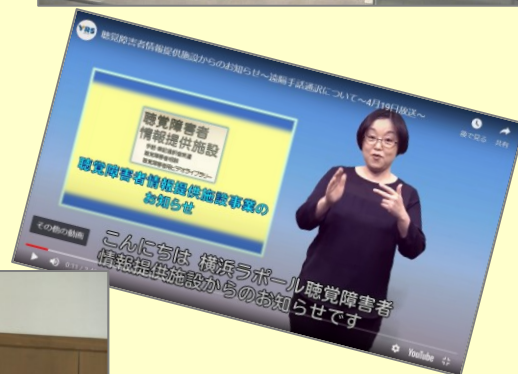 VRS
聴覚障害者情報提供施設からのお知らせ～遠隔手話通訳について～4月19日放送～
後で見る
共有
聴覚障害者
情報提供施設
聴覚障害者情報提供施設事業の
お知らせ
その他の動画
こんにちは 横浜ラポール聴覚障害者
情報提供施設からのお知らせです
YouTube